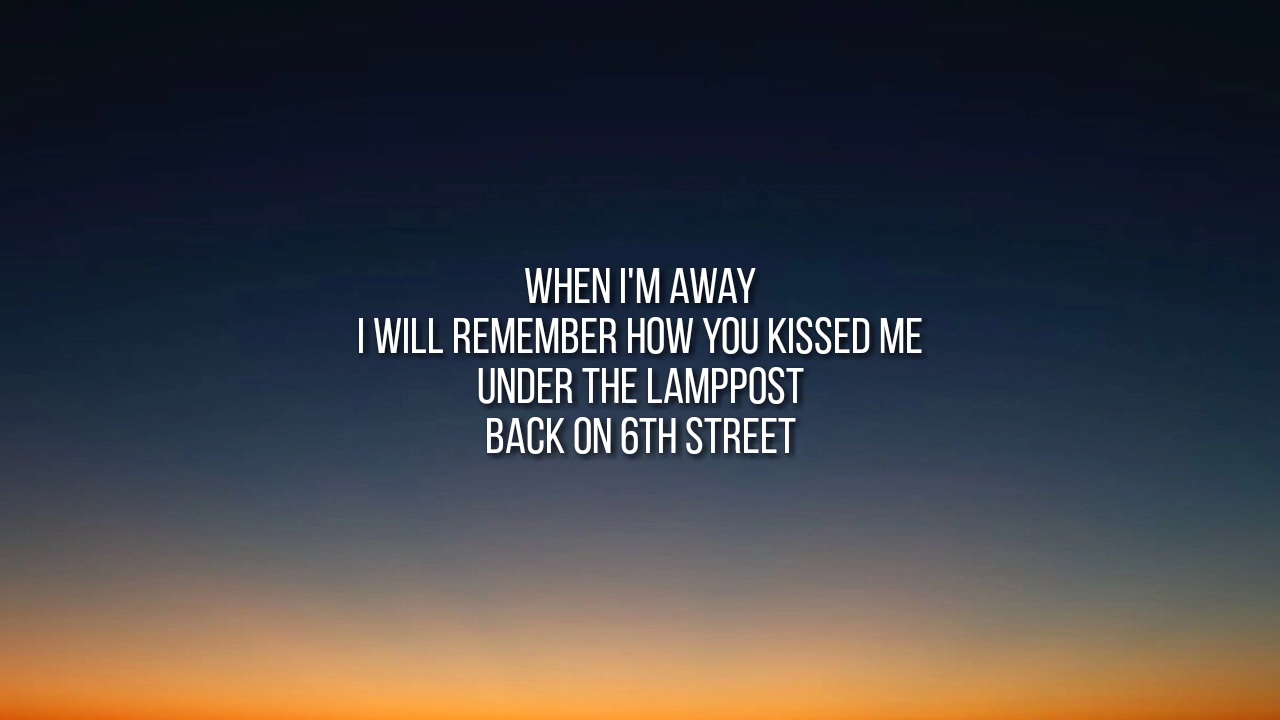 WHEN I'M AWAY
I WILL REMEMBER HOW YOU KISSED ME
UNDER THE LAMPPOST
BACK ON 6TH STREET